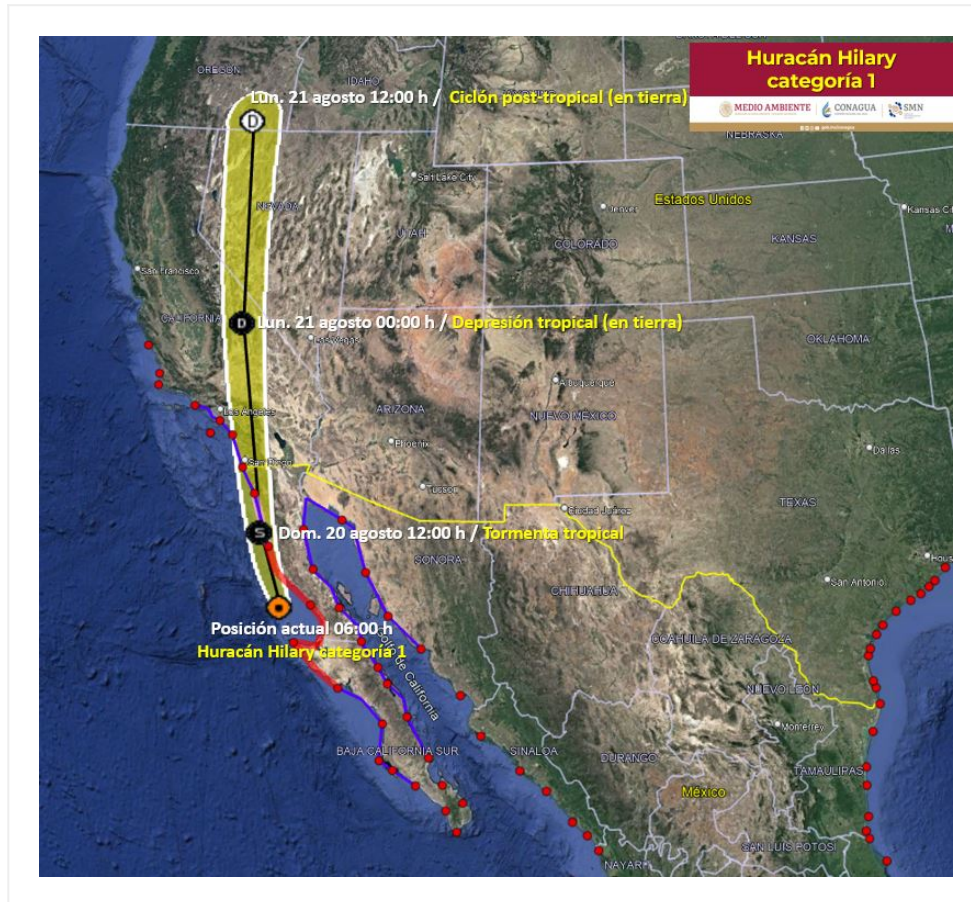 Huracán Hilary
categoría 1
MEDIO AMBIENTE
CONAGUA
SMN
OREGON
IDAHO
Lun. 21 agosto 12:00 h / Ciclón post-tropical (en tierra)
D
NEBRASKA
Salt Lake City
NEVADA
UTAH
Denver
Estados Unidos
COLORADO
KANSAS
Kansas
San Francisco
CALIFORNIA
D
Lun. 21 agosto 00:00 h / Depresión tropical (en tierra)
Las Vegas
OKLAHOMA
Albuquerque
Los Angeles
ARIZONA
NUEVO MÉXICO
Phoenix
Dallas
San Diego
Tucson
TEXAS
Ciudad Juárez
S
Dom. 20 agosto 12:00 h / Tormenta tropical
SONORA
San Antonio
CHIHUAHUA
Posición actual 06:00 h
Huracán Hilary categoría 1
Golfo de California
COAHUILA DE ZARAGOZA
NUEVO LEÓN
Monterrey
BAJA CALIFORNIA SUR
SINALOA
DURANGO
TAMAULIPAS
México
SAN LUIS POTOSI
NAYAR